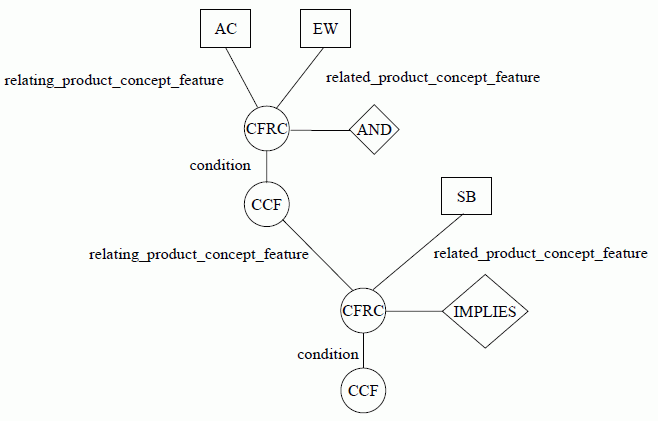 AC
EW
relating_product_concept_feature
related_product_concept_feature
CFRC
AND
condition
CCF
SB
relating_product_concept_feature
related_product_concept_feature
CFRC
IMPLIES
condition
CCF